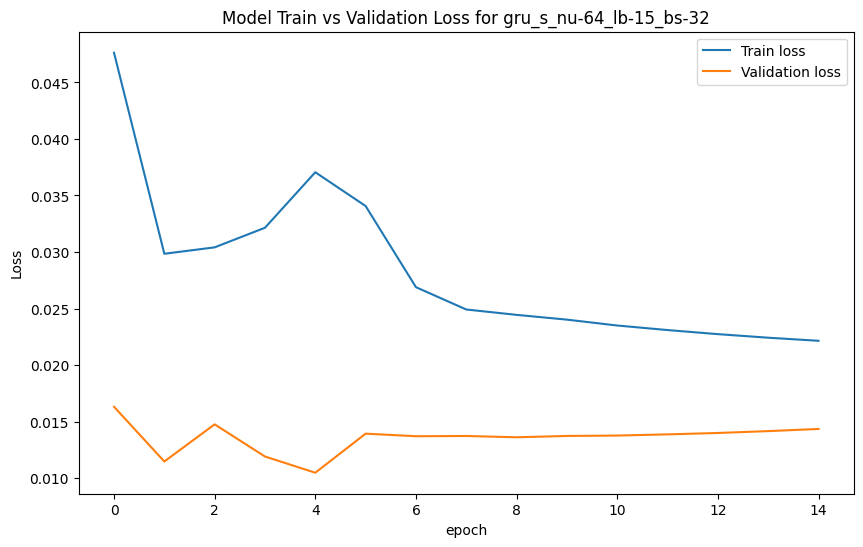 Model Train vs Validation Loss for gru_s_nu-64_lb-15_bs-32
Train loss
Validation loss
Loss
0.045
0.040
0.035
0.030
0.025
0.020
0.015
0.010
0 2 4 6 8 10 12 14
epoch